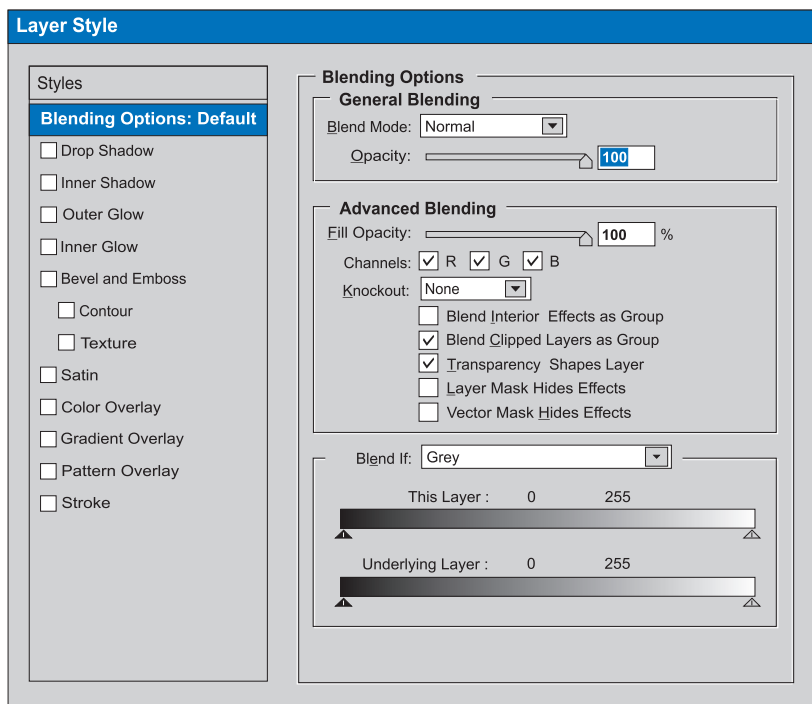 Layer Style
Styles
Blending Options: Default
Drop Shadow
Inner Shadow
Outer Glow
Inner Glow
Bevel and Emboss
Contour
Texture
Satin
Color Overlay
Gradient Overlay
Pattern Overlay
Stroke
Blending Options
General Blending
Blend Mode: Normal
Opacity: 100
Advanced Blending
Fill Opacity: 100 %
Channels: R G B
Knockout: None
Blend Interior Effects as Group
Blend Clipped Layers as Group
Transparency Shapes Layer
Layer Mask Hides Effects
Vector Mask Hides Effects
Blend If: Grey
This Layer : 0 255
Underlying Layer : 0 255